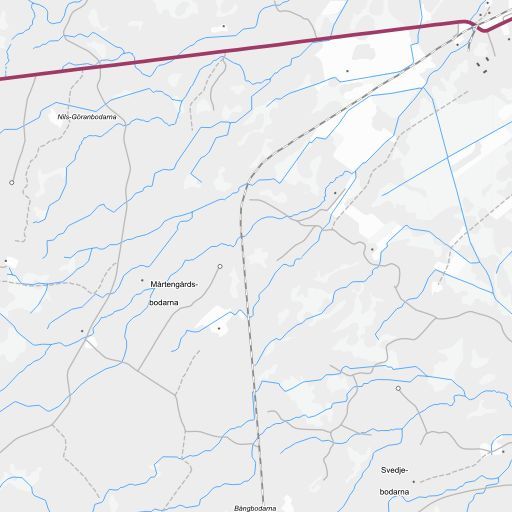 Nils-Göranbodarna
Mårtengårds-
bodarna
Svedje-
bodarna
Bångbodarna